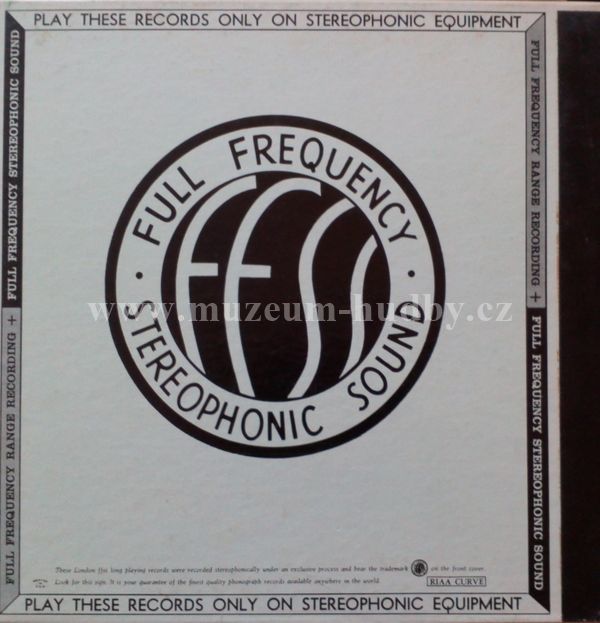 PLAY THESE RECORDS ONLY ON STEREOPHONIC EQUIPMENT
FULL FREQUENCY RANGE RECORDING + FULL FREQUENCY STEREOPHONIC SOUND
FULL FREQUENCY RANGE RECORDING + FULL FREQUENCY STEREOPHONIC SOUND
· FULL FREQUENCY ·
FFSS
STEREOPHONIC SOUND
www.muzeum-hudby.cz
These London ffss long playing records were recorded stereophonically under an exclusive process and bear the trademark on the front cover.
Look for this sign. It is your guarantee of the finest quality phonograph records available anywhere in the world.
RIAA CURVE
PLAY THESE RECORDS ONLY ON STEREOPHONIC EQUIPMENT